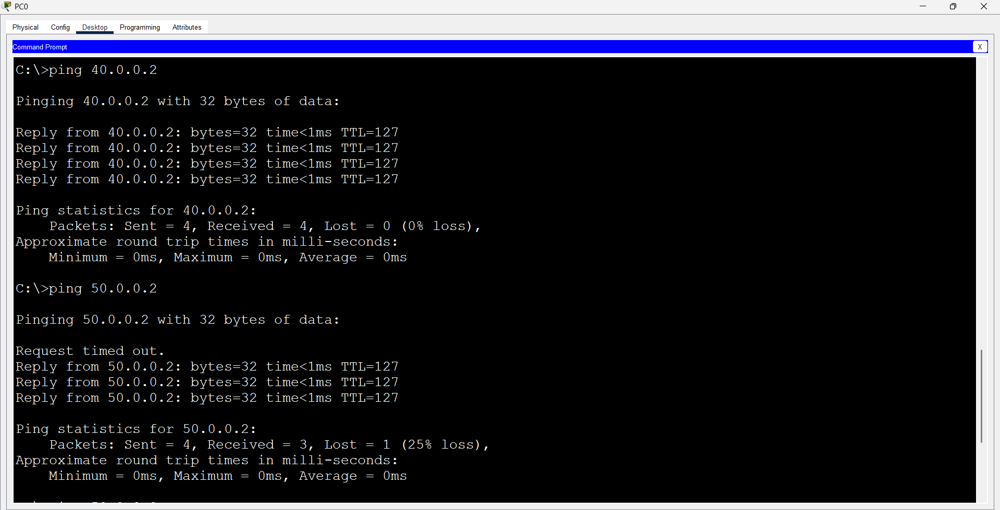 PC0
Physical Config Desktop Programming Attributes
Command Prompt X
C:\>ping 40.0.0.2
Pinging 40.0.0.2 with 32 bytes of data:
Reply from 40.0.0.2: bytes=32 time<1ms TTL=127
Reply from 40.0.0.2: bytes=32 time<1ms TTL=127
Reply from 40.0.0.2: bytes=32 time<1ms TTL=127
Reply from 40.0.0.2: bytes=32 time<1ms TTL=127
Ping statistics for 40.0.0.2:
    Packets: Sent = 4, Received = 4, Lost = 0 (0% loss),
Approximate round trip times in milli-seconds:
    Minimum = 0ms, Maximum = 0ms, Average = 0ms
C:\>ping 50.0.0.2
Pinging 50.0.0.2 with 32 bytes of data:
Request timed out.
Reply from 50.0.0.2: bytes=32 time<1ms TTL=127
Reply from 50.0.0.2: bytes=32 time<1ms TTL=127
Reply from 50.0.0.2: bytes=32 time<1ms TTL=127
Ping statistics for 50.0.0.2:
    Packets: Sent = 4, Received = 3, Lost = 1 (25% loss),
Approximate round trip times in milli-seconds:
    Minimum = 0ms, Maximum = 0ms, Average = 0ms